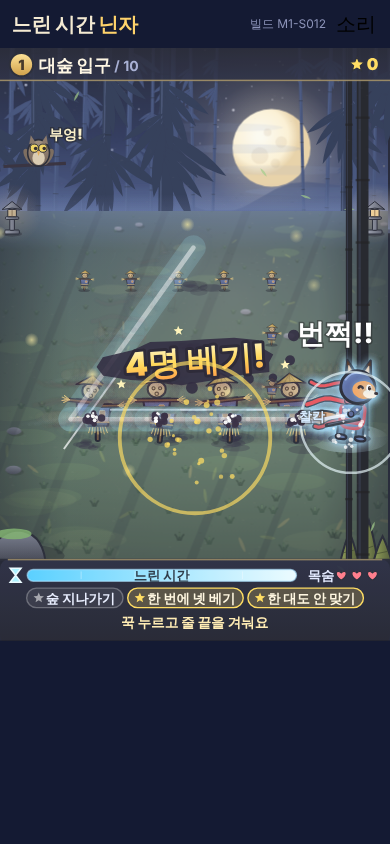 느린 시간 닌자
빌드 M1-S012 소리
1 대숲 입구 / 10 ★ 0
부엉!
번쩍!!
4명 베기!
찰칵
느린 시간 목숨
★ 숲 지나가기 ★ 한 번에 넷 베기 ★ 한 대도 안 맞기
꾹 누르고 줄 끝을 겨눠요